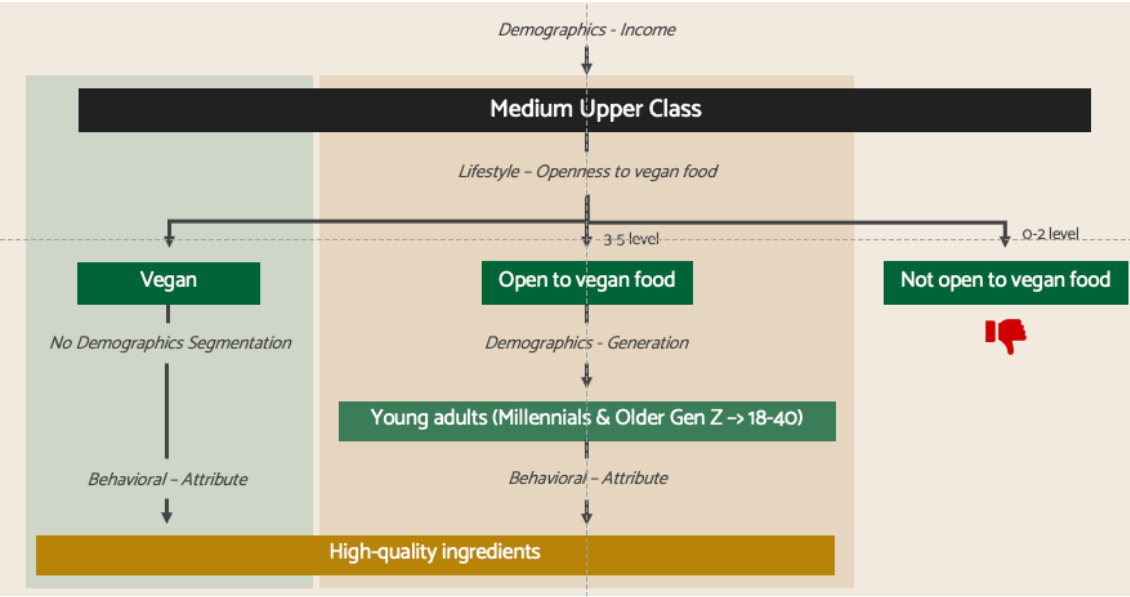 Demographics - Income
Medium Upper Class
Lifestyle – Openness to vegan food
3-5 level
0-2 level
Vegan
Open to vegan food
Not open to vegan food
No Demographics Segmentation
Demographics - Generation
Young adults (Millennials & Older Gen Z –> 18-40)
Behavioral – Attribute
Behavioral – Attribute
High-quality ingredients